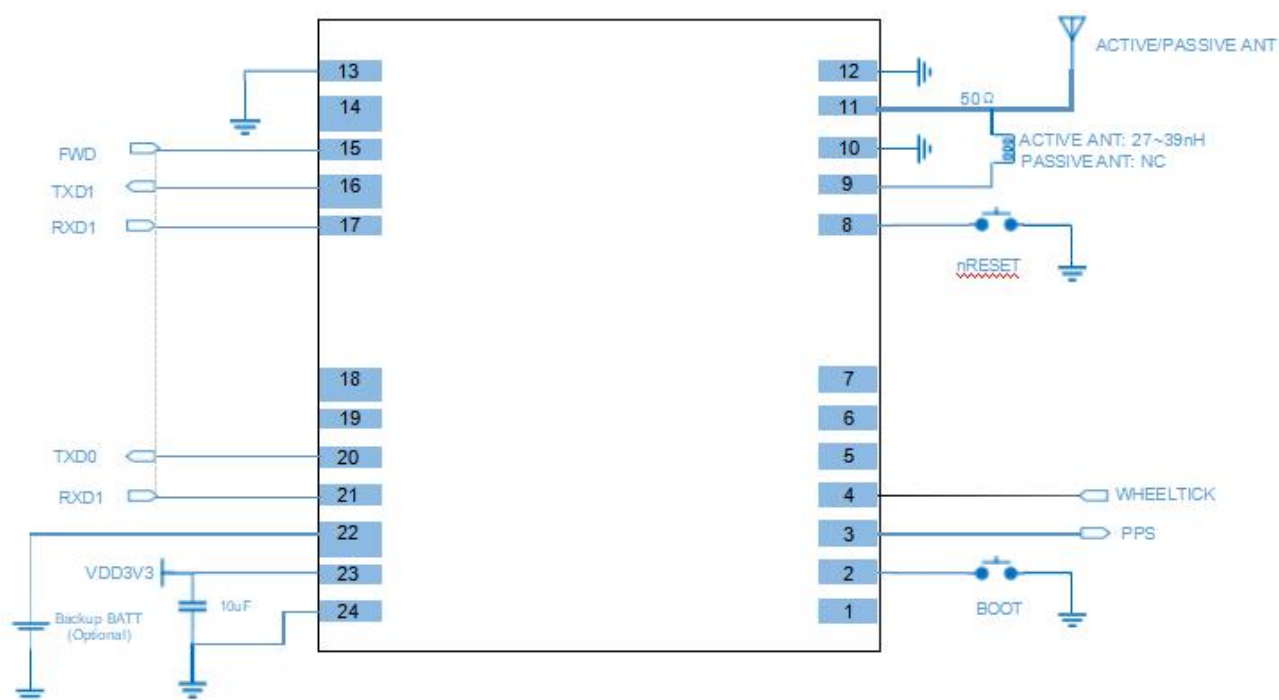 ACTIVE/PASSIVE ANT
13
12
14
11
50Ω
FWD
15
10
ACTIVE ANT: 27~39nH
PASSIVE ANT: NC
TXD1
16
9
RXD1
17
8
nRESET
18
7
19
6
TXD0
20
5
RXD1
21
4
WHEELTICK
22
3
PPS
VDD3V3
23
2
BOOT
10uF
24
1
Backup BATT
(Optional)